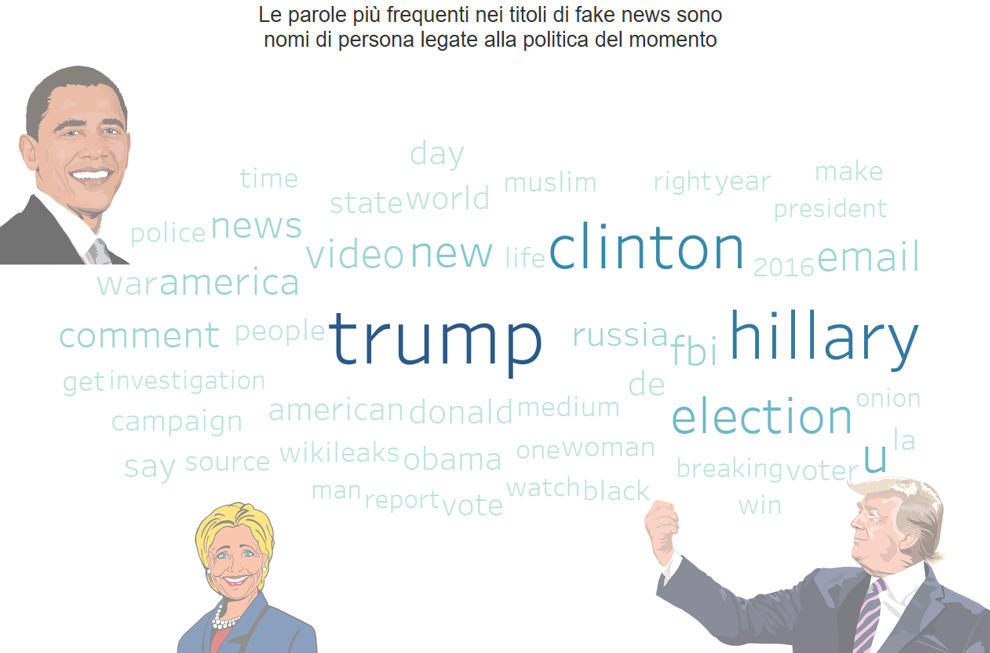 Le parole più frequenti nei titoli di fake news sono
nomi di persona legate alla politica del momento
day
time muslim right year make
state world president
police news
video new life clinton 2016 email
war america
comment people trump russia fbi hillary
get investigation de
campaign american donald medium election onion
say source wikileaks obama one woman breaking voter u la
man report vote watch black win